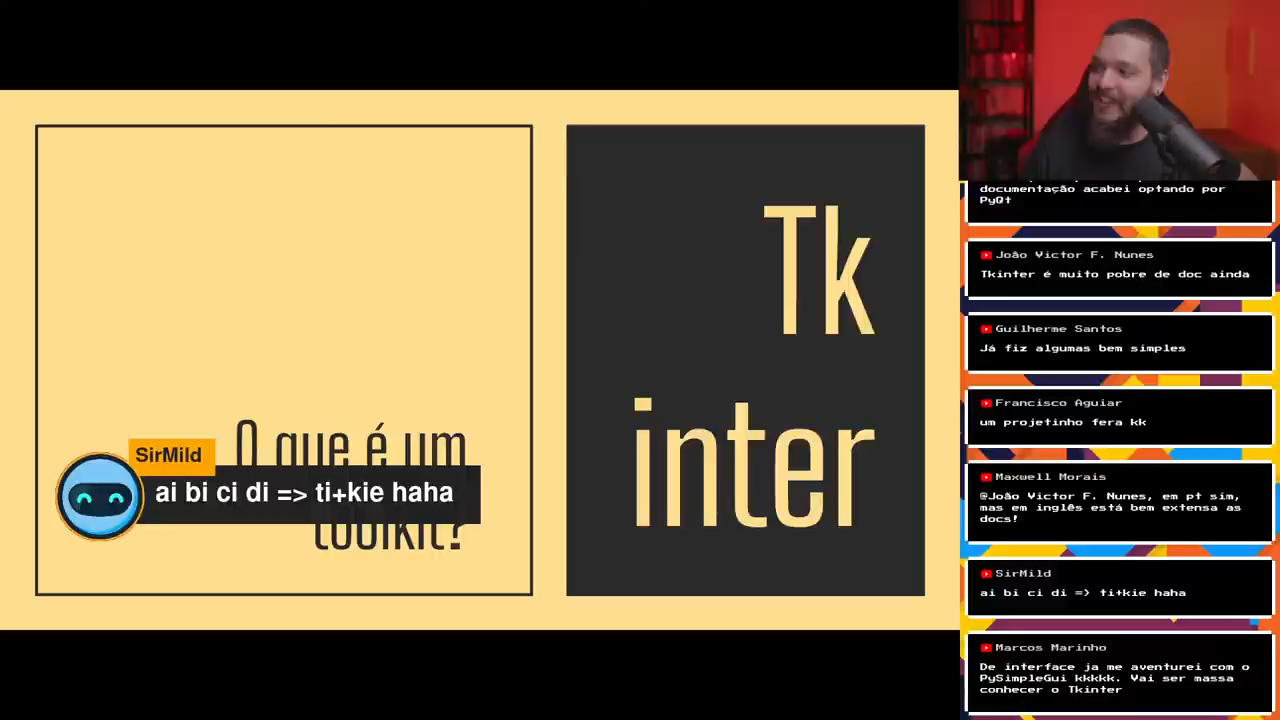 Tk
inter
O que é um
toolkit?
SirMild
ai bi ci di => ti+kie haha
documentação acabei optando por
PyQt
João Victor F. Nunes
Tkinter é muito pobre de doc ainda
Guilherme Santos
Já fiz algumas bem simples
Francisco Aguiar
um projetinho fera kk
Maxwell Morais
@João Victor F. Nunes, em pt sim,
mas em inglês está bem extensa as
docs!
SirMild
ai bi ci di => ti+kie haha
Marcos Marinho
De interface ja me aventurei com o
PySimpleGui kkkkk. Vai ser massa
conhecer o Tkinter